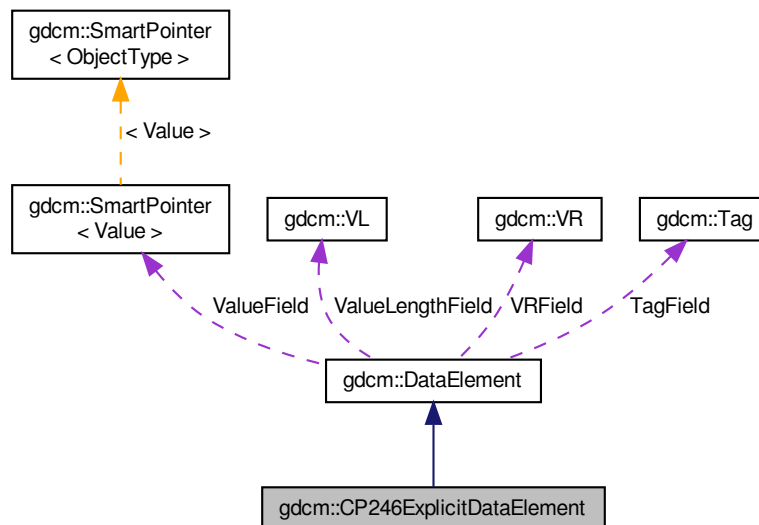 gdcm::SmartPointer
< ObjectType >
< Value >
gdcm::SmartPointer
< Value >
gdcm::VL
gdcm::VR
gdcm::Tag
ValueField
ValueLengthField
VRField
TagField
gdcm::DataElement
gdcm::CP246ExplicitDataElement